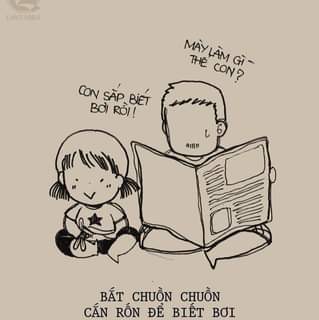 MÀY LÀM GÌ-
THẾ CON?
CON SẮP BIẾT
BƠI RỒI!
BẮT CHUỒN CHUỒN
CẮN RỐN ĐỂ BIẾT BƠI